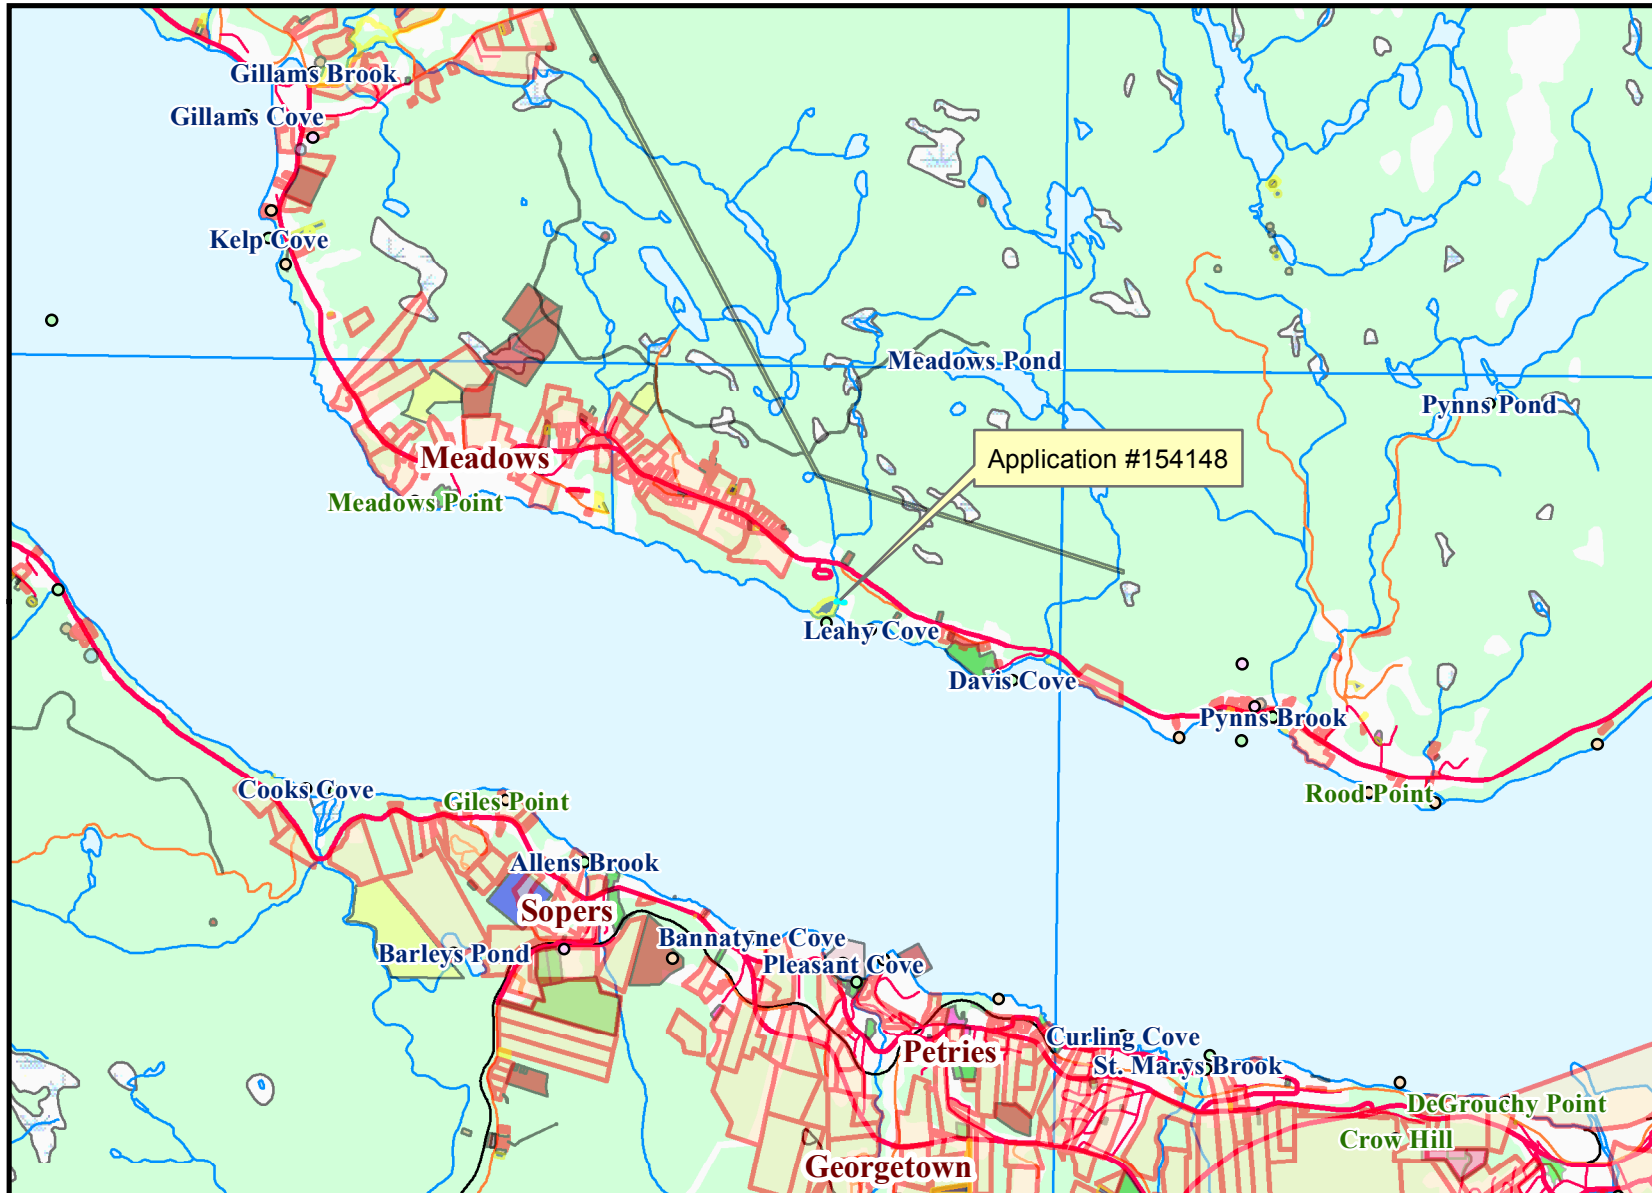 Gillams Brook
Gillams Cove
Kelp Cove
Meadows Pond
Pynns Pond
Meadows
Application #154148
Meadows Point
Leahy Cove
Davis Cove
Pynns Brook
Cooks Cove
Giles Point
Rood Point
Allens Brook
Sopers
Barleys Pond
Bannatyne Cove
Pleasant Cove
Petries
Curling Cove
St. Marys Brook
DeGrouchy Point
Crow Hill
Georgetown